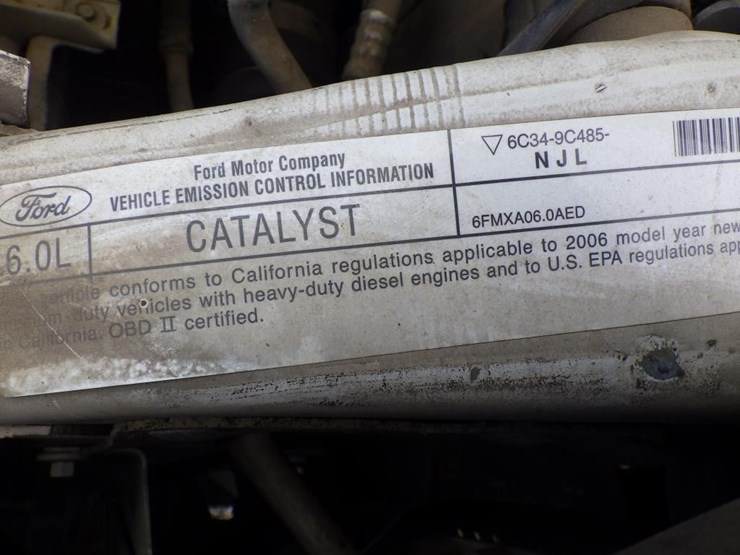 Ford
Ford Motor Company
VEHICLE EMISSION CONTROL INFORMATION
6C34-9C485-
NJL
6.0L
CATALYST
6FMXA06.0AED
conforms to California regulations applicable to 2006 model year new
duty vehicles with heavy-duty diesel engines and to U.S. EPA regulations
California. OBD II certified.